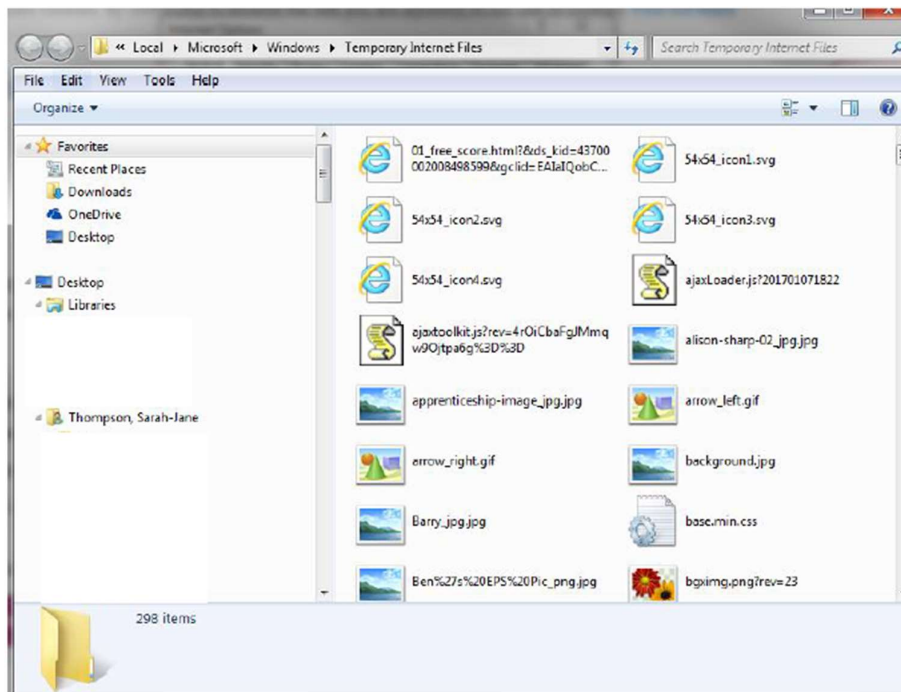 « Local ▸ Microsoft ▸ Windows ▸ Temporary Internet Files
Search Temporary Internet Files
File Edit View Tools Help
Organize
Favorites
Recent Places
Downloads
OneDrive
Desktop
Desktop
Libraries
Thompson, Sarah-Jane
01_free_score.html?&ds_kid=43700
002008498599&gclid=EAIaIQobC...
54x54_icon1.svg
54x54_icon2.svg
54x54_icon3.svg
54x54_icon4.svg
ajaxLoader.js?201701071822
ajaxtoolkit.js?rev=4rOiCbaFgJMmq
w9Ojtpa6g%3D%3D
alison-sharp-02_jpg.jpg
apprenticeship-image_jpg.jpg
arrow_left.gif
arrow_right.gif
background.jpg
Barry_jpg.jpg
base.min.css
Ben%27s%20EPS%20Pic_png.jpg
bgximg.png?rev=23
298 items